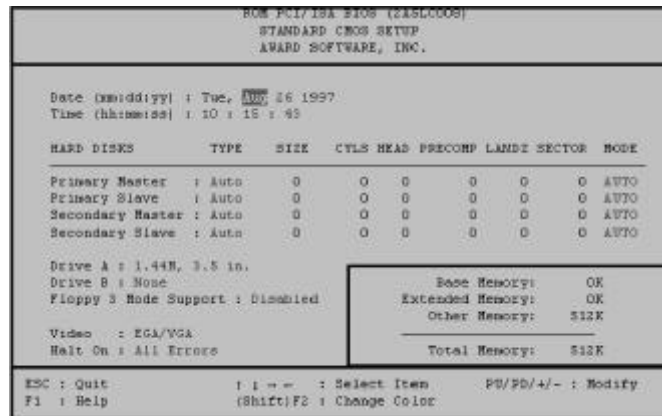 ROM PCI/ISA BIOS (2A5LC008)
STANDARD CMOS SETUP
AWARD SOFTWARE, INC.
Date (mm:dd:yy) : Tue, Aug 26 1997
Time (hh:mm:ss) : 10 : 15 : 43
HARD DISKS TYPE SIZE CYLS HEAD PRECOMP LANDZ SECTOR MODE
Primary Master : Auto 0 0 0 0 0 0 AUTO
Primary Slave : Auto 0 0 0 0 0 0 AUTO
Secondary Master : Auto 0 0 0 0 0 0 AUTO
Secondary Slave : Auto 0 0 0 0 0 0 AUTO
Drive A : 1.44M, 3.5 in.
Drive B : None
Floppy 3 Mode Support : Disabled
Video : EGA/VGA
Halt On : All Errors
Base Memory: 0K
Extended Memory: 0K
Other Memory: 512K
Total Memory: 512K
ESC : Quit ↑ ↓ → ← : Select Item PU/PD/+/- : Modify
F1 : Help (Shift)F2 : Change Color